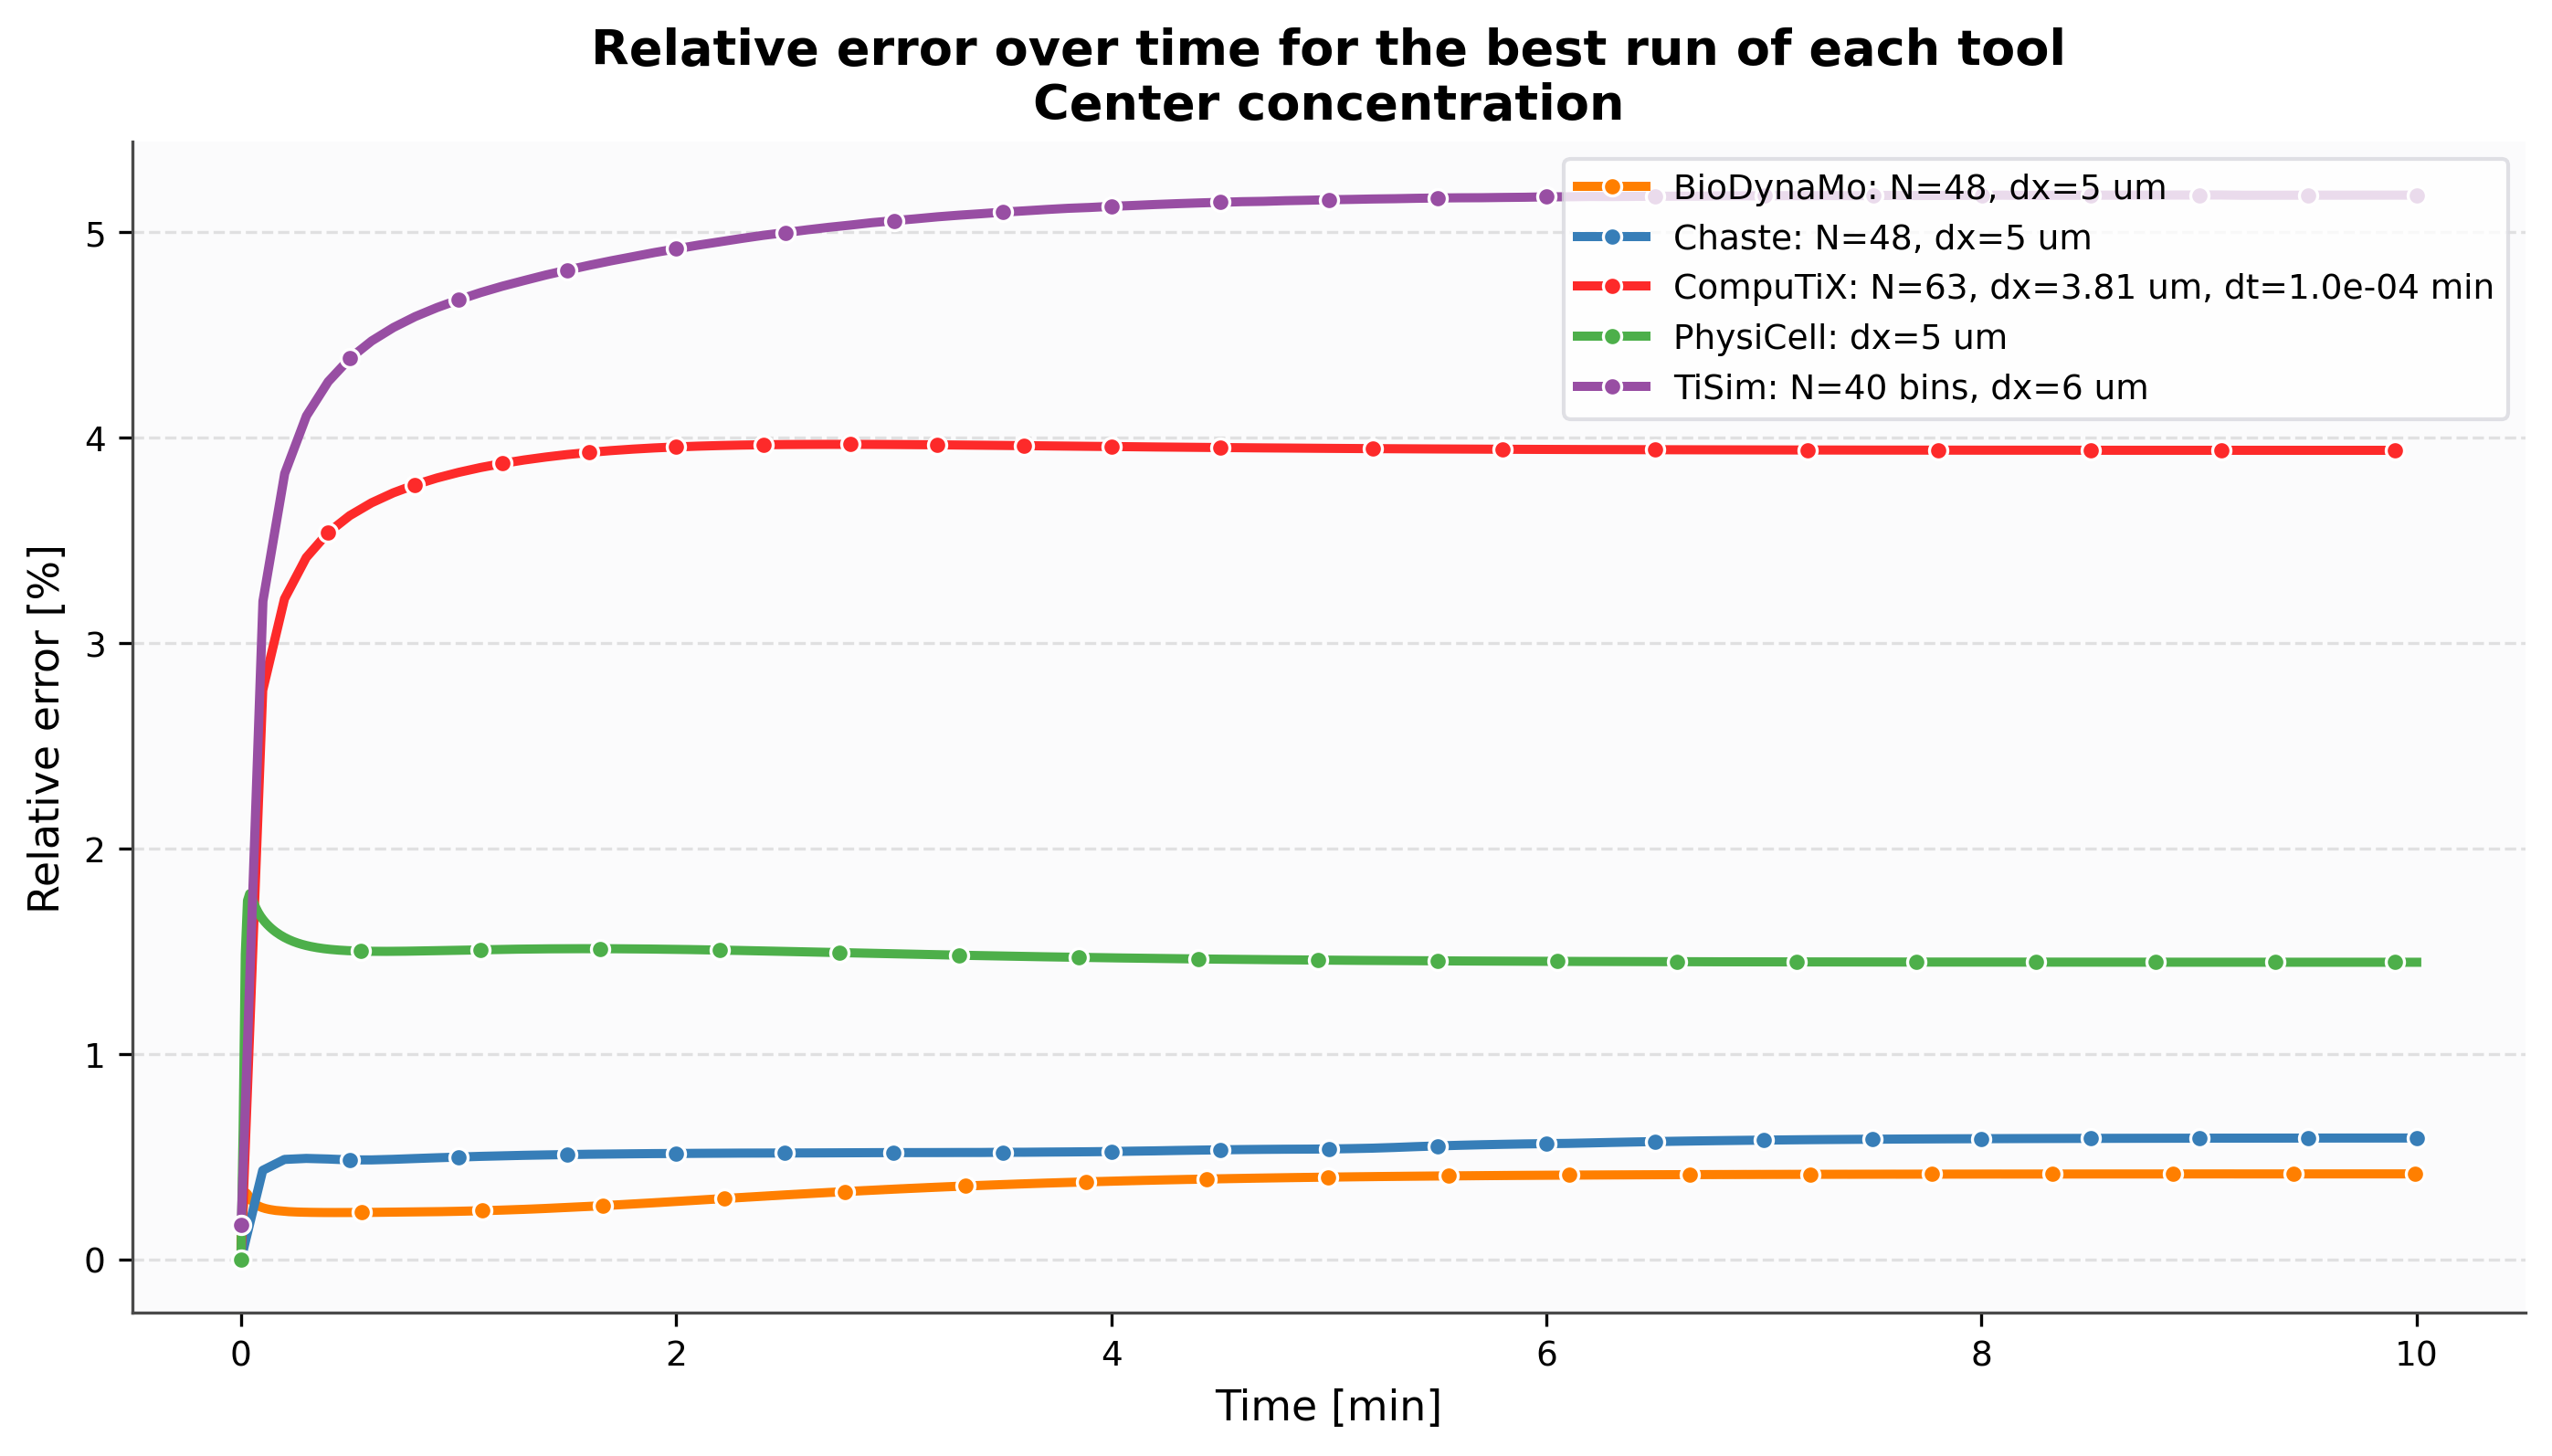 Relative error over time for the best run of each tool
Center concentration
BioDynaMo: N=48, dx=5 um
Chaste: N=48, dx=5 um
CompuTiX: N=63, dx=3.81 um, dt=1.0e-04 min
PhysiCell: dx=5 um
TiSim: N=40 bins, dx=6 um
Relative error [%]
5
4
3
2
1
0
0 2 4 6 8 10
Time [min]